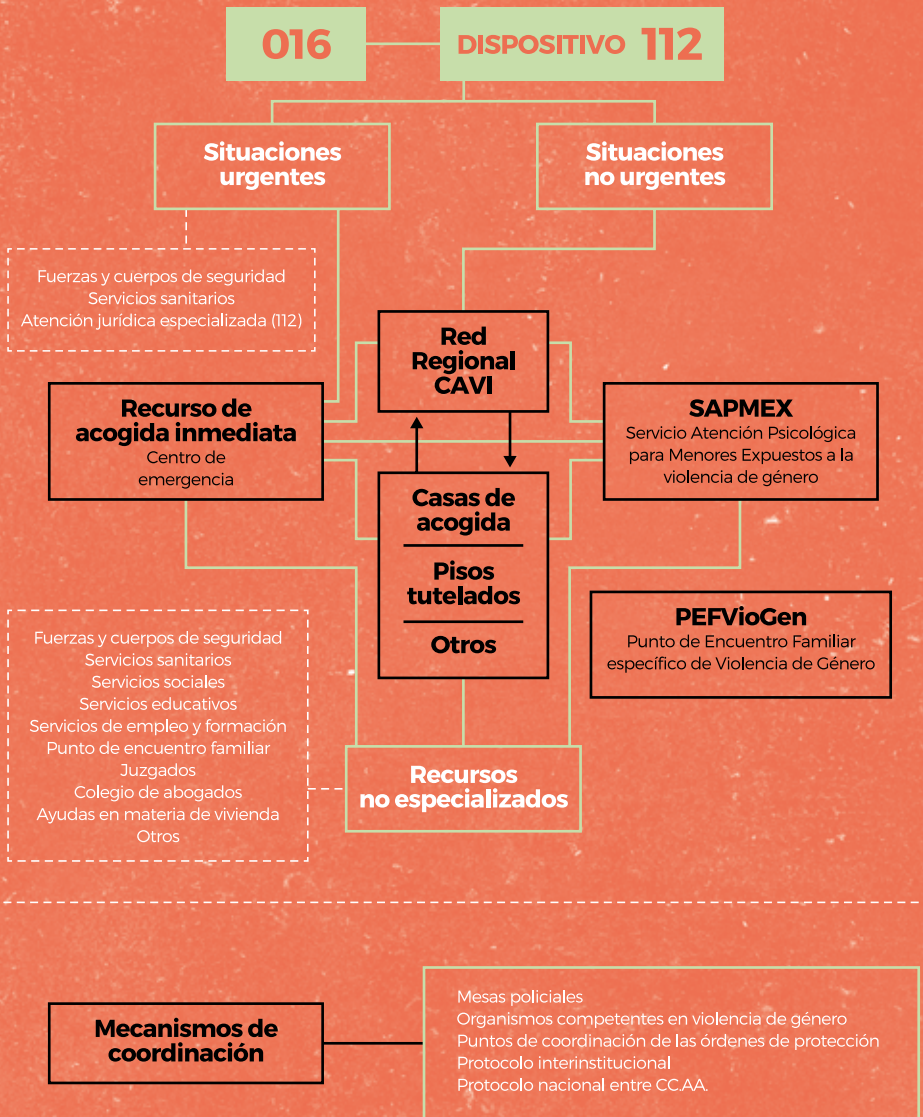 016
DISPOSITIVO 112
Situaciones
urgentes
Situaciones
no urgentes
Fuerzas y cuerpos de seguridad
Servicios sanitarios
Atención jurídica especializada (112)
Red
Regional
CAVI
Recurso de
acogida inmediata
Centro de
emergencia
SAPMEX
Servicio Atención Psicológica
para Menores Expuestos a la
violencia de género
Casas de
acogida
Pisos
tutelados
Otros
PEFVioGen
Punto de Encuentro Familiar
específico de Violencia de Género
Fuerzas y cuerpos de seguridad
Servicios sanitarios
Servicios sociales
Servicios educativos
Servicios de empleo y formación
Punto de encuentro familiar
Juzgados
Colegio de abogados
Ayudas en materia de vivienda
Otros
Recursos
no especializados
Mecanismos de
coordinación
Mesas policiales
Organismos competentes en violencia de género
Puntos de coordinación de las órdenes de protección
Protocolo interinstitucional
Protocolo nacional entre CC.AA.